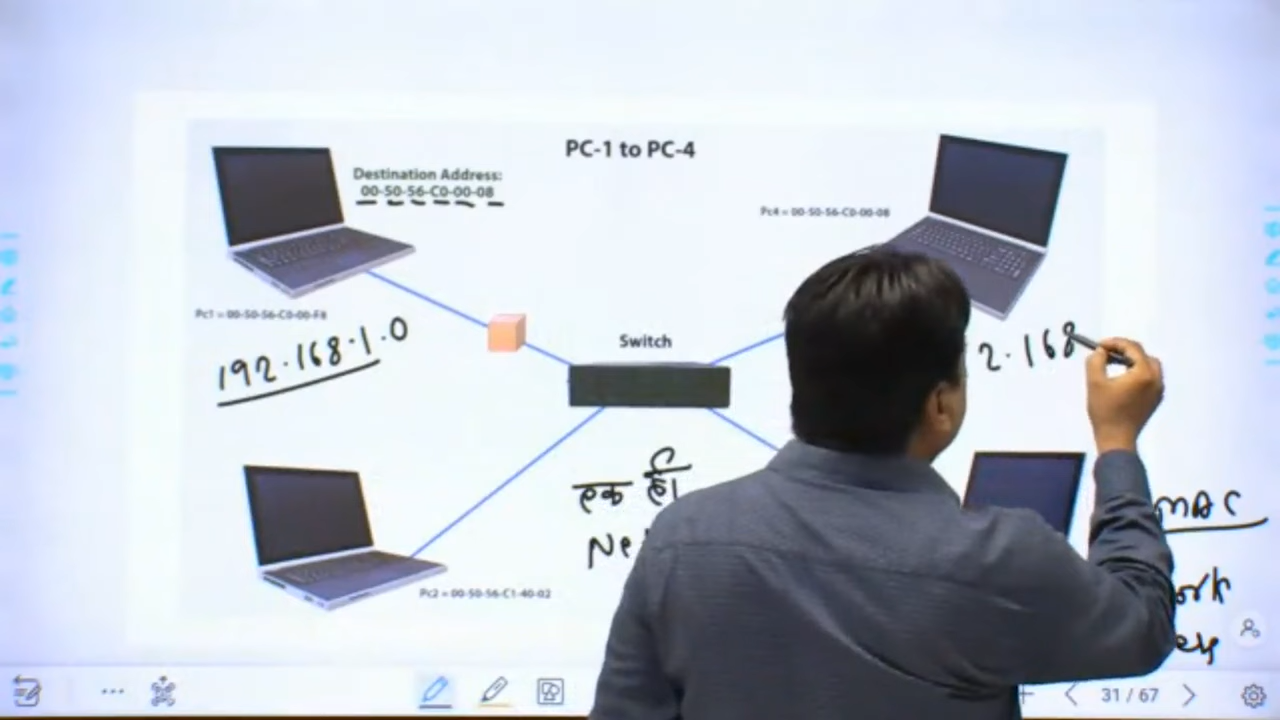 PC-1 to PC-4
Destination Address:
00-50-56-C0-00-08
Pc4 = 00-50-56-C0-00-08
Pc1 = 00-50-56-C0-00-F8
192.168.1.0
Switch
2.168
एक ही
Ne
MAC
ork
Pc2 = 00-50-56-C1-40-02
31 / 67